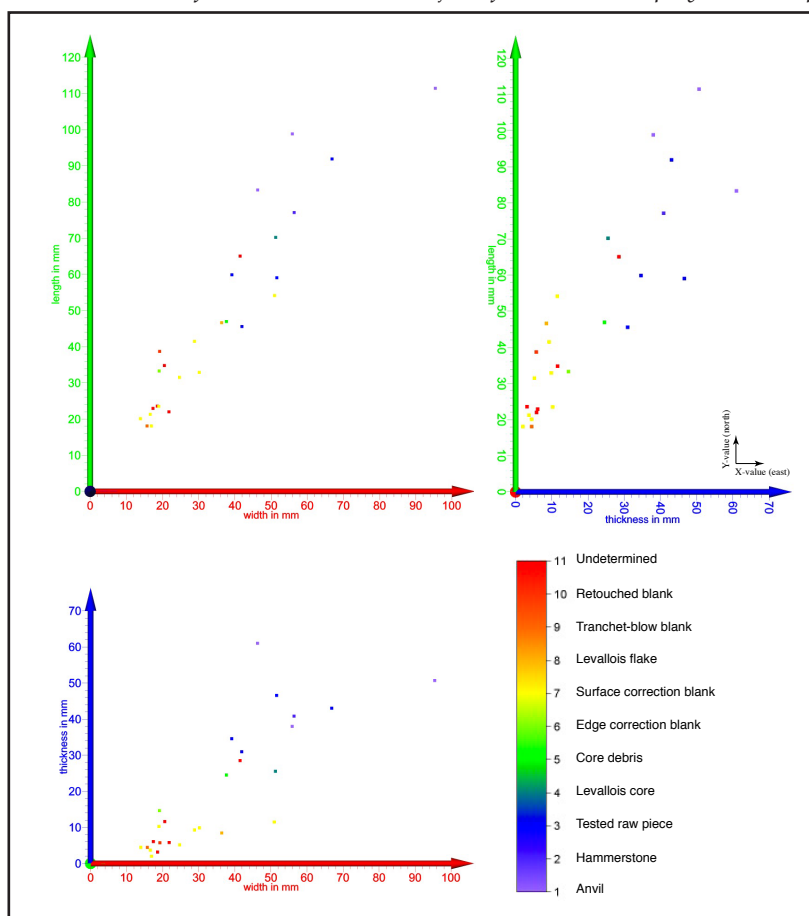 120
110
100
90
80
70
60
50
40
30
20
10
0
length in mm
0 10 20 30 40 50 60 70 80 90 100
width in mm
120
110
100
90
80
70
60
50
40
30
20
10
0
length in mm
Y-value (north)
X-value (east)
0 10 20 30 40 50 60 70
thickness in mm
70
60
50
40
30
20
10
0
thickness in mm
0 10 20 30 40 50 60 70 80 90 100
width in mm
11 Undetermined
10 Retouched blank
9 Tranchet-blow blank
8 Levallois flake
7 Surface correction blank
6 Edge correction blank
5 Core debris
4 Levallois core
3 Tested raw piece
2 Hammerstone
1 Anvil